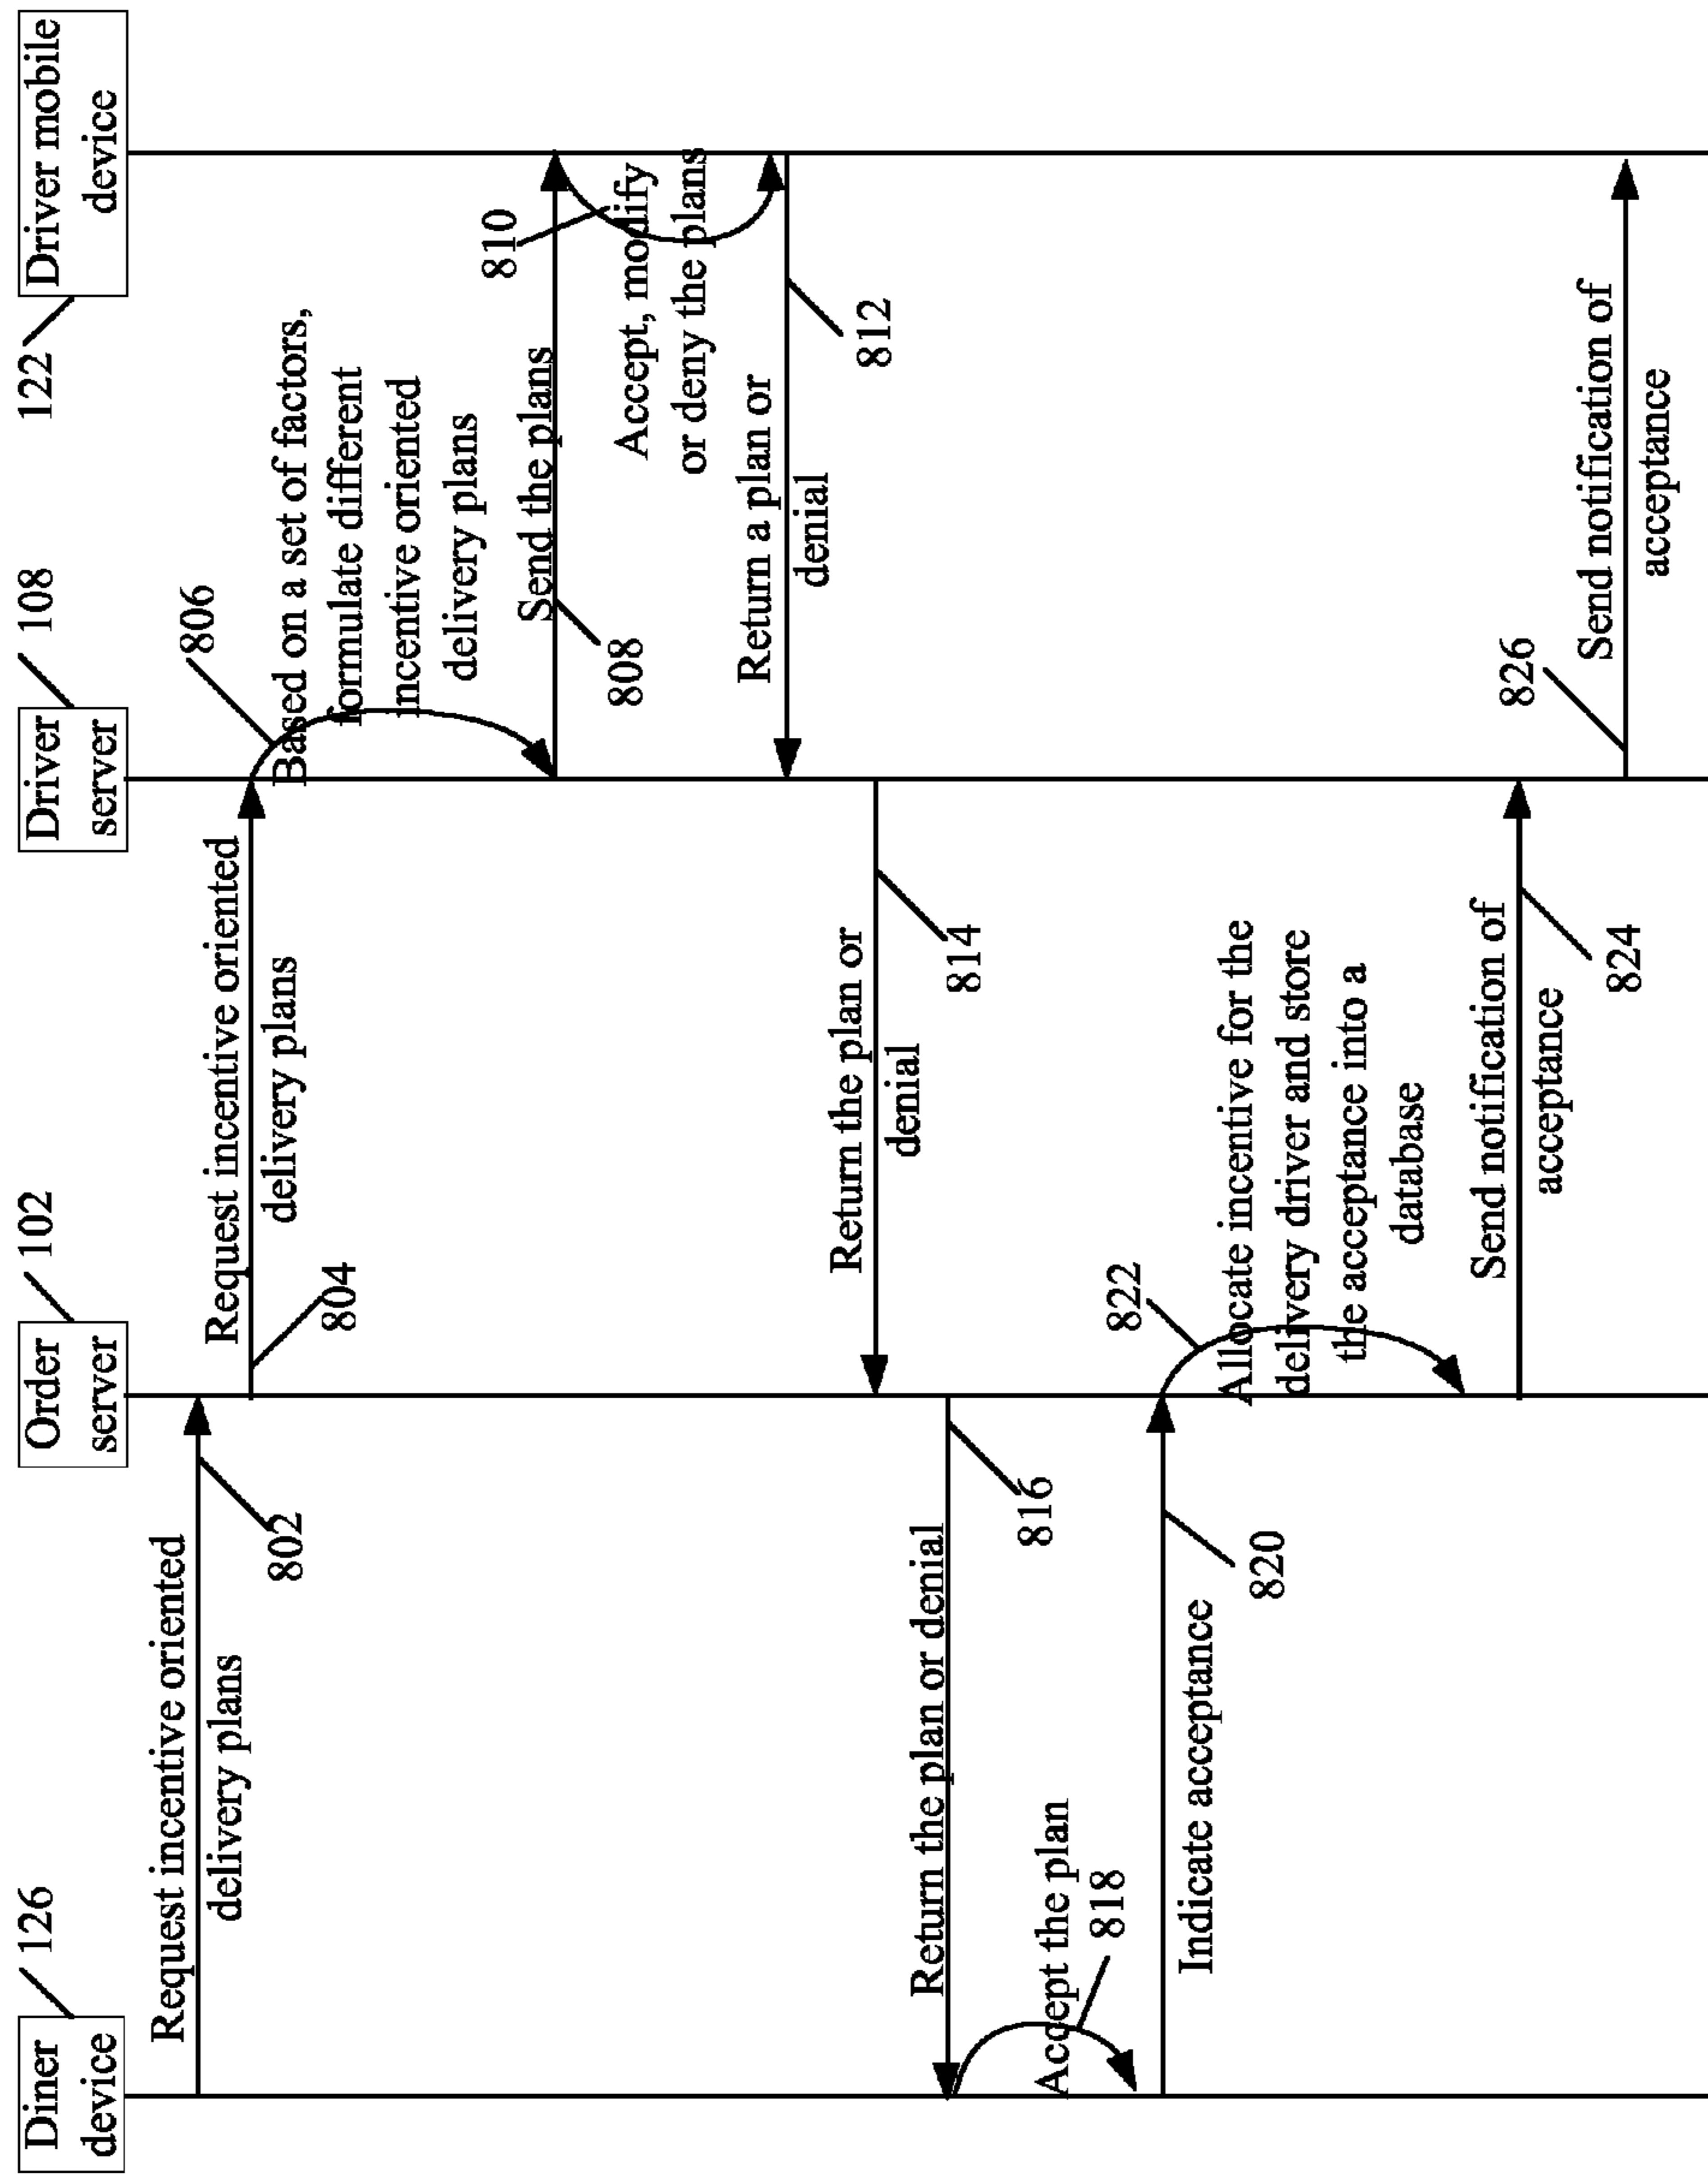 Diner
device
126
Order
server
102
Driver
server
108
Driver mobile
device
122
Request incentive oriented
delivery plans
802
Request incentive oriented
delivery plans
804
806
Based on a set of factors,
formulate different
incentive oriented
delivery plans
Send the plans
808
810
Accept, modify
or deny the plans
Return a plan or
denial
812
Return the plan or
denial
814
Return the plan or denial
816
Accept the plan
818
Indicate acceptance
820
822
Allocate incentive for the
delivery driver and store
the acceptance into a
database
Send notification of
acceptance
824
826
Send notification of
acceptance